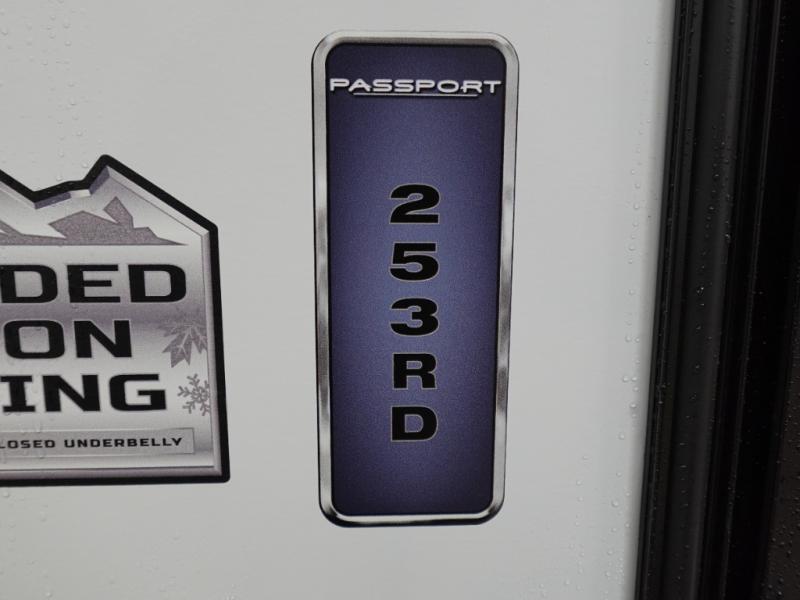 DED
ON
ING
LOSED UNDERBELLY
PASSPORT
2
5
3
R
D